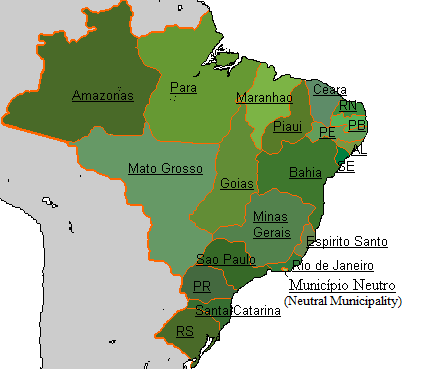 Ceara
Amazonas
Para
Maranhao
RN
Piaui
PE
PB
AL
SE
Mato Grosso
Bahia
Goias
Minas
Gerais
Espirito Santo
Sao Paulo
Rio de Janeiro
PR
Município Neutro
(Neutral Municipality)
Santa Catarina
RS